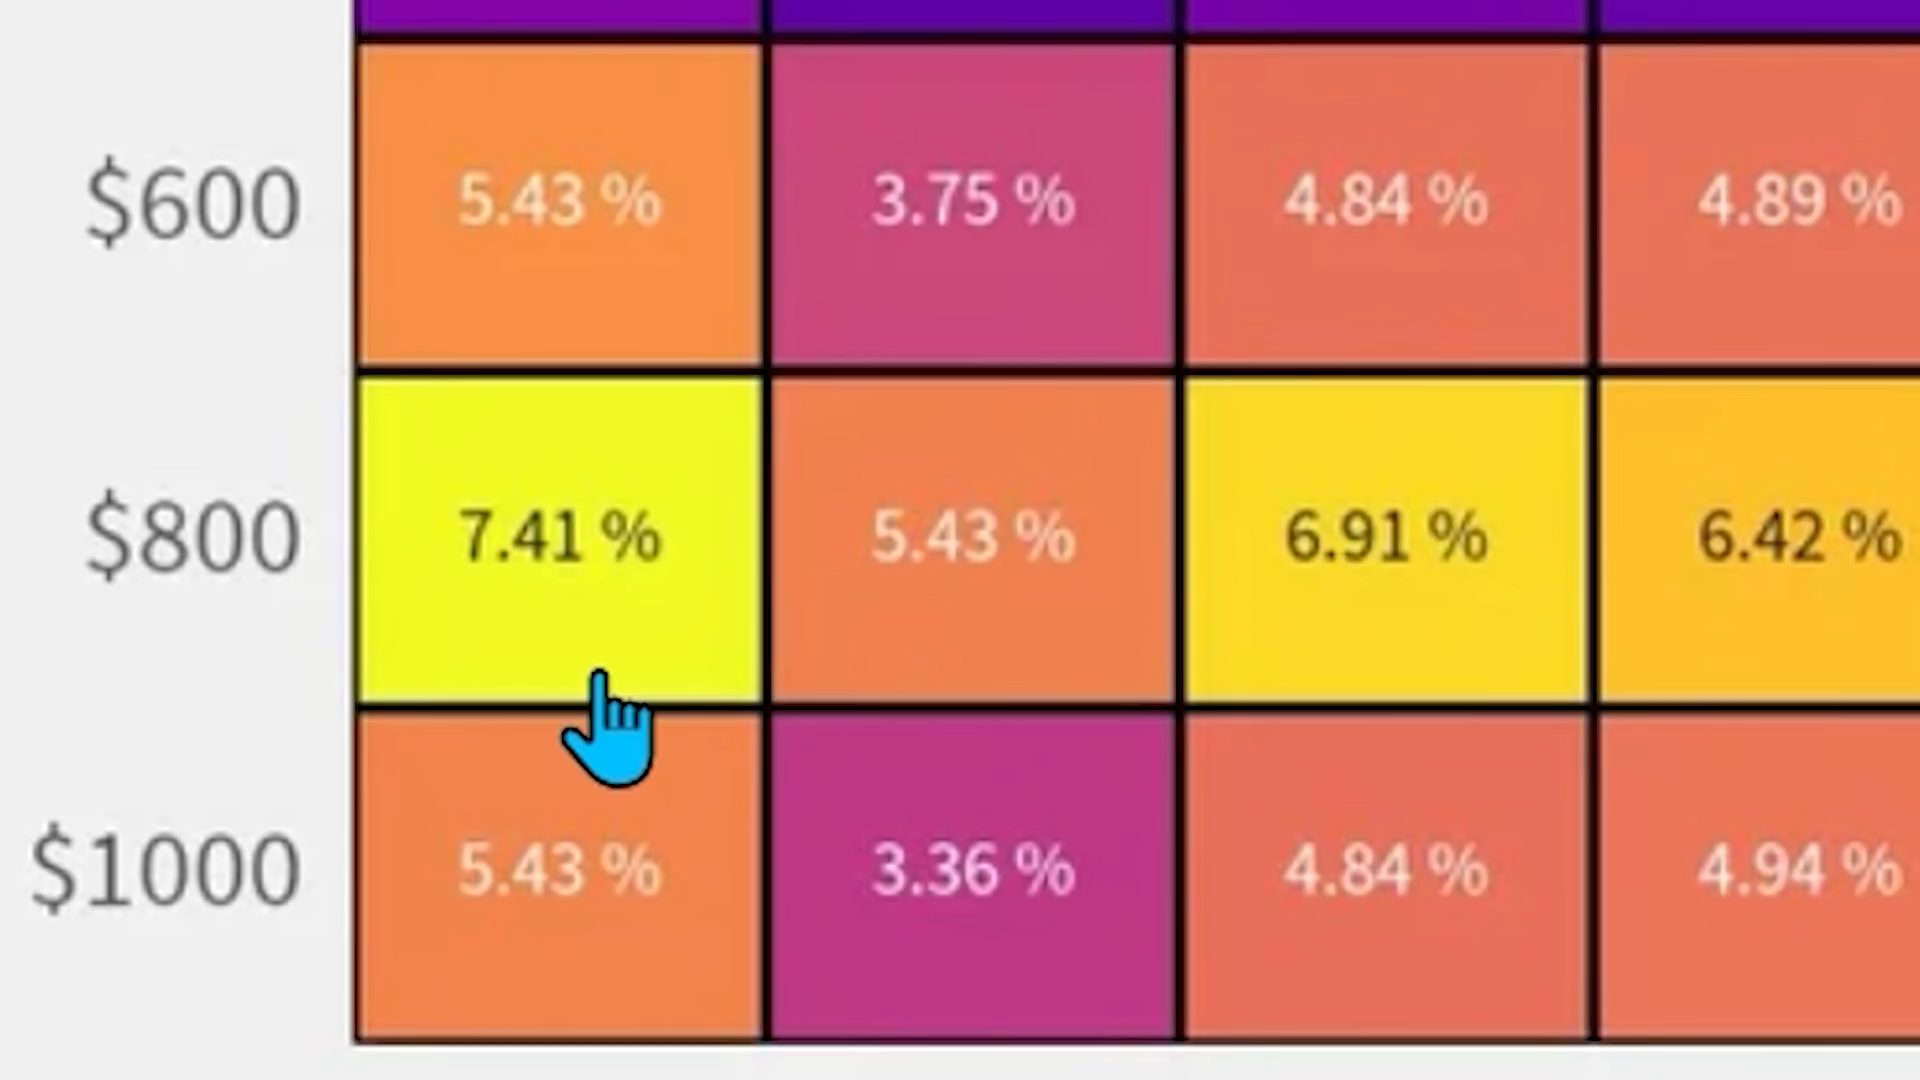 $600 5.43 % 3.75 % 4.84 % 4.89 %
$800 7.41 % 5.43 % 6.91 % 6.42 %
$1000 5.43 % 3.36 % 4.84 % 4.94 %